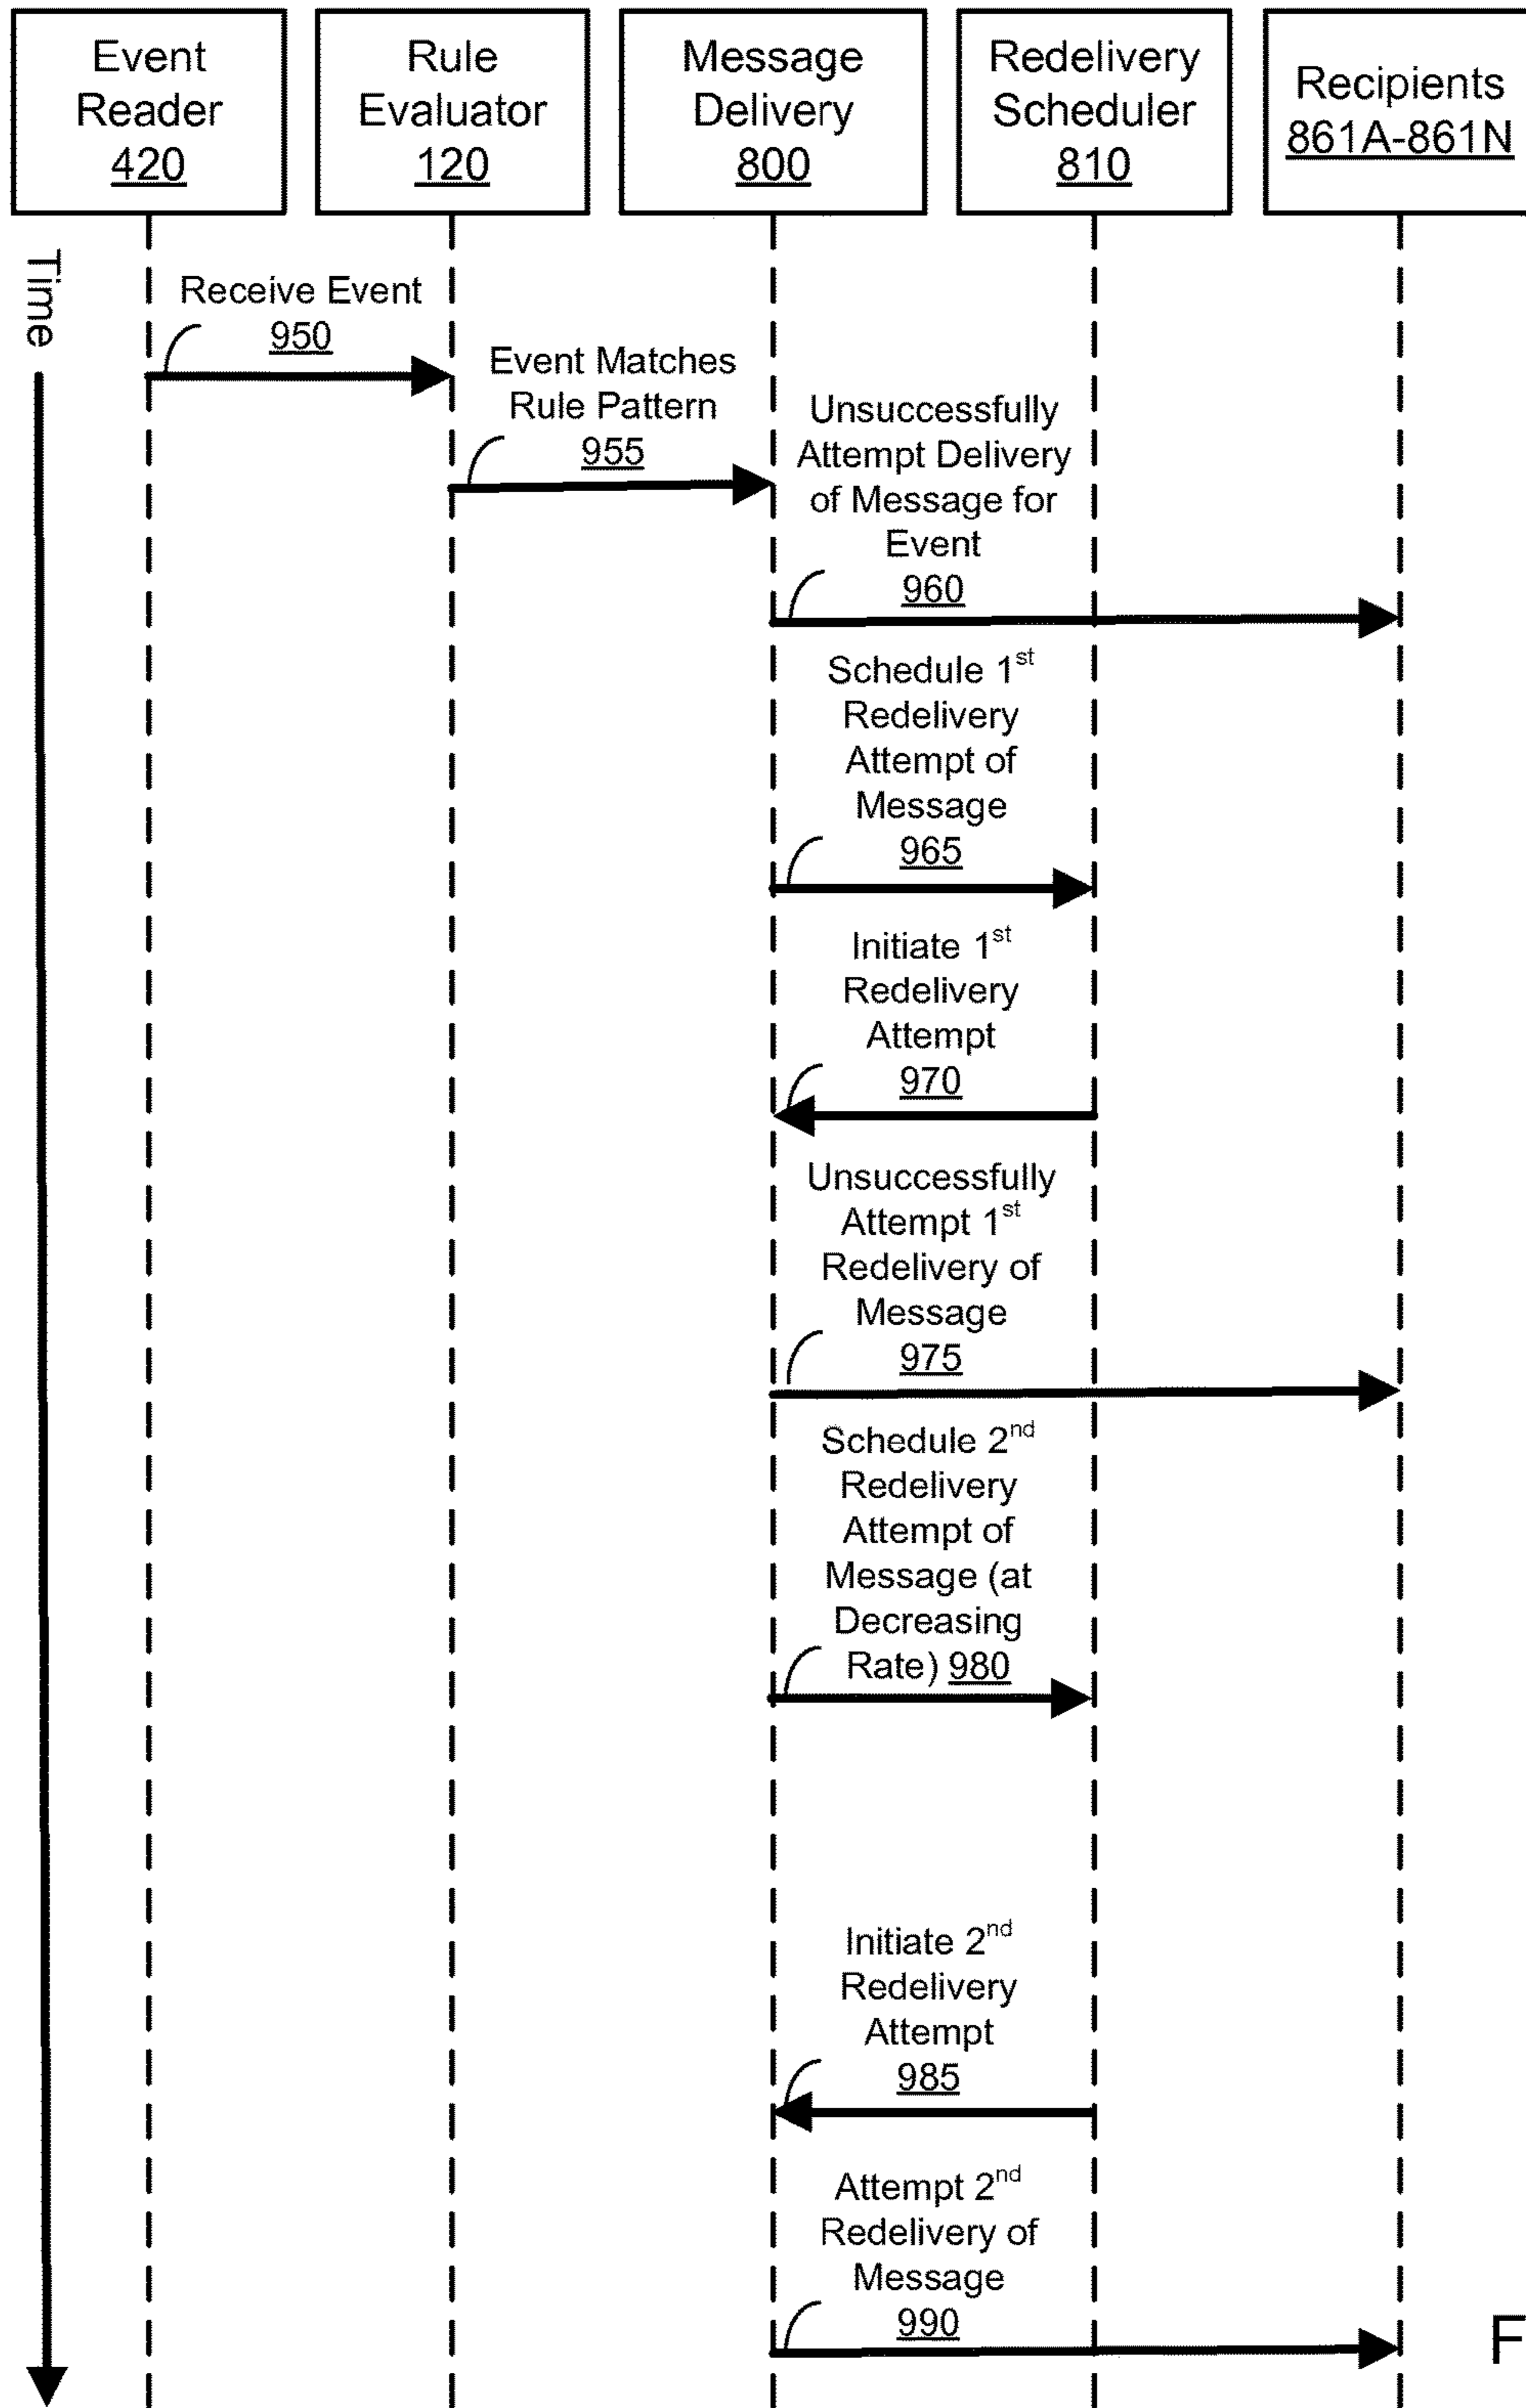 Event
Reader
420
Rule
Evaluator
120
Message
Delivery
800
Redelivery
Scheduler
810
Recipients
861A-861N
Time
Receive Event
950
Event Matches
Rule Pattern
955
Unsuccessfully
Attempt Delivery
of Message for
Event
960
Schedule 1st
Redelivery
Attempt of
Message
965
Initiate 1st
Redelivery
Attempt
970
Unsuccessfully
Attempt 1st
Redelivery of
Message
975
Schedule 2nd
Redelivery
Attempt of
Message (at
Decreasing
Rate) 980
Initiate 2nd
Redelivery
Attempt
985
Attempt 2nd
Redelivery of
Message
990
F